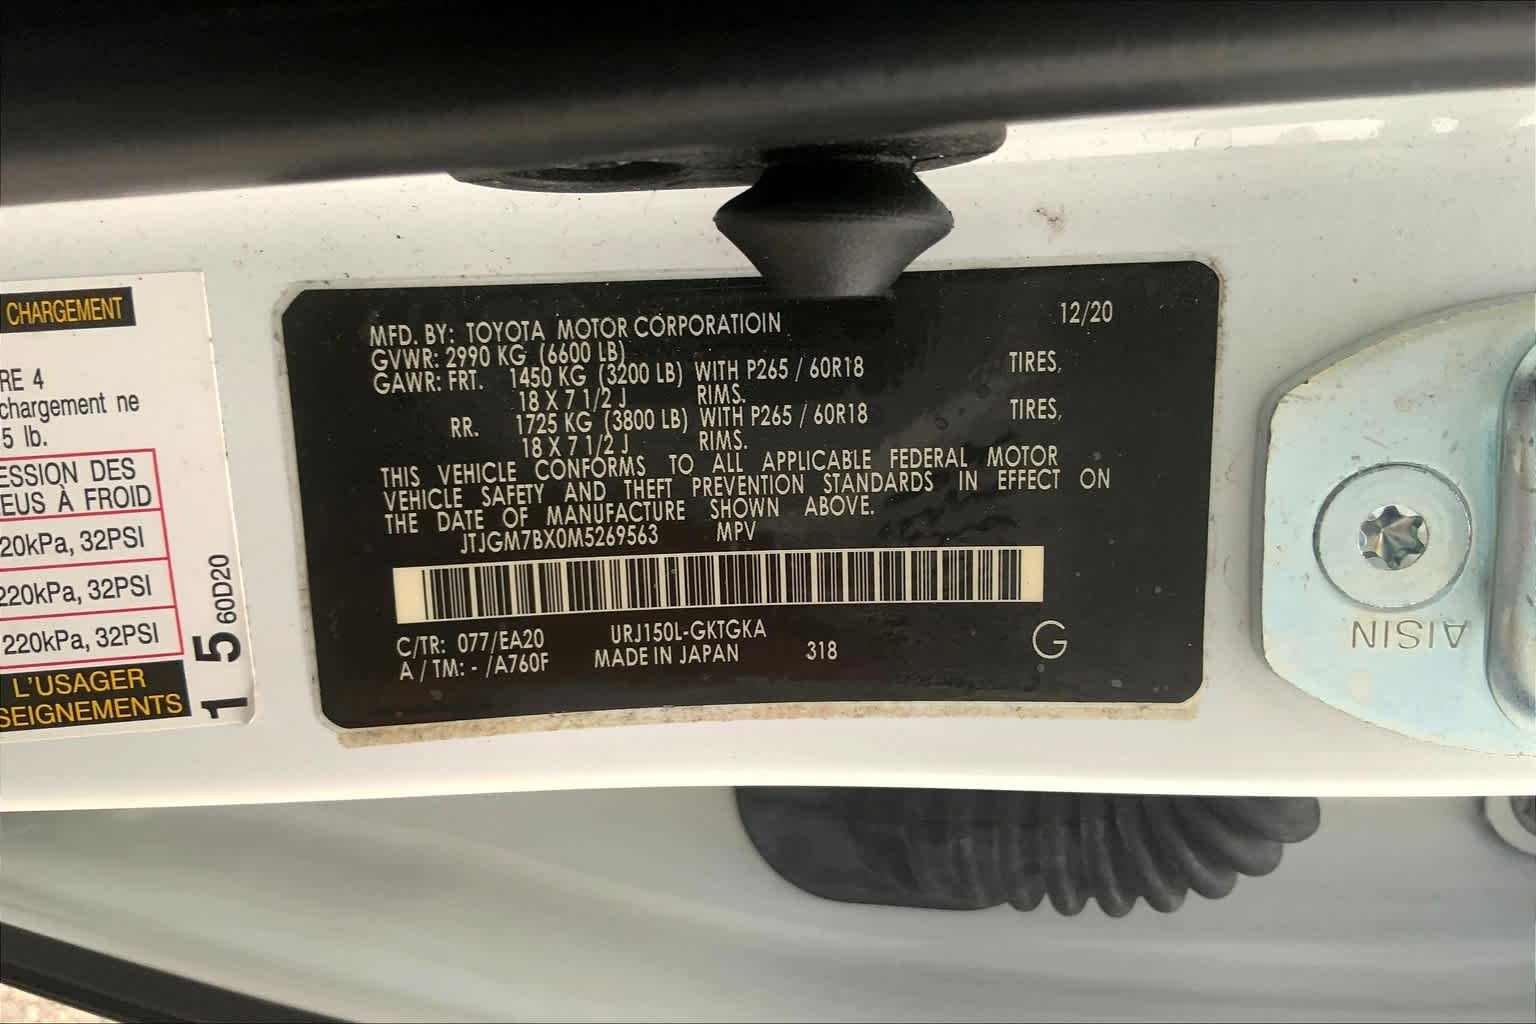 CHARGEMENT
RE 4
chargement ne
5 lb.
ESSION DES
EUS À FROID
20kPa, 32PSI
220kPa, 32PSI
220kPa, 32PSI
L'USAGER
SEIGNEMENTS
1 5 60D20
MFD. BY: TOYOTA MOTOR CORPORATIOIN 12/20
GVWR: 2990 KG (6600 LB)
GAWR: FRT. 1450 KG (3200 LB) WITH P265 / 60R18 TIRES,
18 X 7 1/2 J RIMS.
RR. 1725 KG (3800 LB) WITH P265 / 60R18 TIRES,
18 X 7 1/2 J RIMS.
THIS VEHICLE CONFORMS TO ALL APPLICABLE FEDERAL MOTOR
VEHICLE SAFETY AND THEFT PREVENTION STANDARDS IN EFFECT ON
THE DATE OF MANUFACTURE SHOWN ABOVE.
JTJGM7BX0M5269563 MPV
C/TR: 077/EA20 URJ150L-GKTGKA
A / TM: - /A760F MADE IN JAPAN 318 G
AISIN